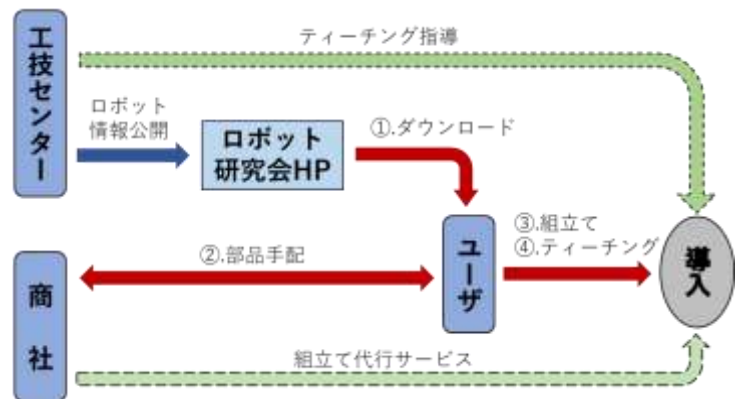 工技センター
ティーチング指導
ロボット
情報公開
ロボット
研究会HP
①.ダウンロード
商社
②.部品手配
ユーザ
③.組立て
④.ティーチング
導入
組立て代行サービス